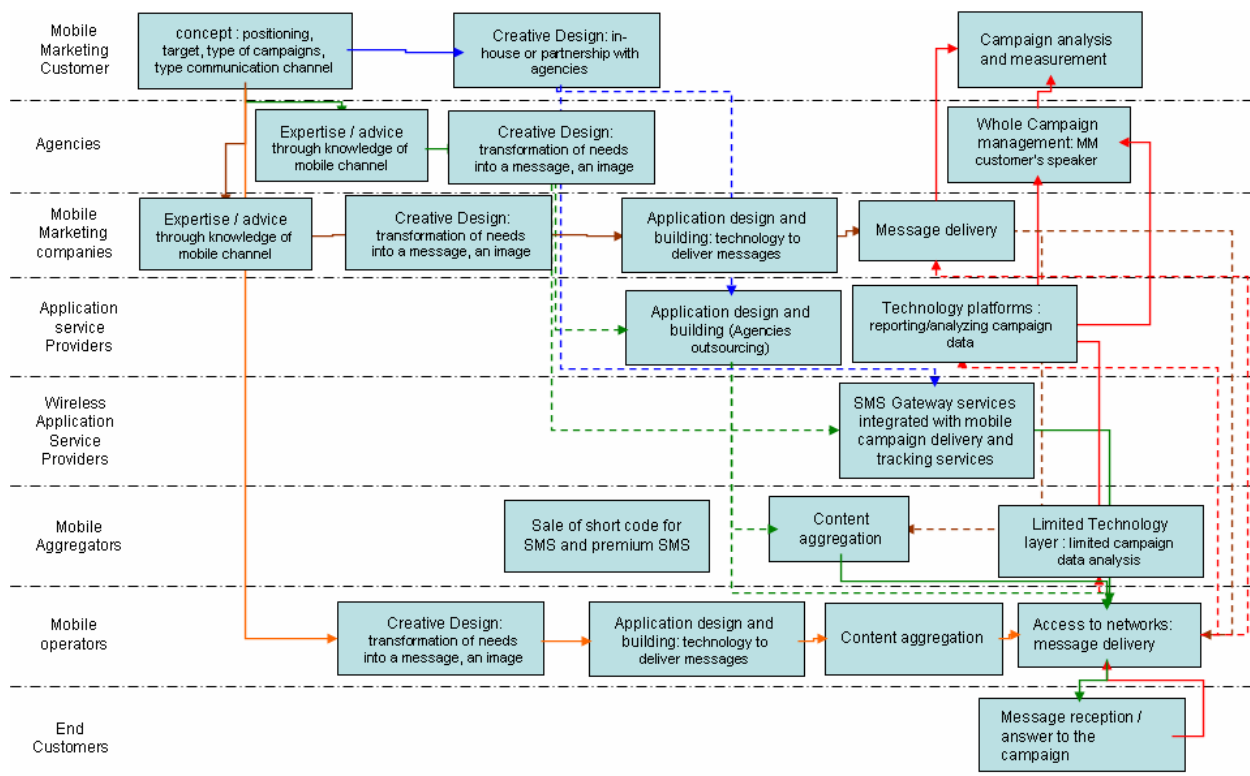 Mobile
Marketing
Customer
concept : positioning,
target, type of campaigns,
type communication channel
Creative Design: in-
house or partnership with
agencies
Campaign analysis
and measurement
Agencies
Expertise / advice
through knowledge of
mobile channel
Creative Design:
transformation of needs
into a message, an image
Whole Campaign
management: MM
customer's speaker
Mobile
Marketing
companies
Expertise / advice
through knowledge of
mobile channel
Creative Design:
transformation of needs
into a message, an image
Application design and
building: technology to
deliver messages
Message delivery
Application
service
Providers
Application design and
building (Agencies
outsourcing)
Technology platforms :
reporting/analyzing campaign
data
Wireless
Application
Service
Providers
SMS Gateway services
integrated with mobile
campaign delivery and
tracking services
Mobile
Aggregators
Sale of short code for
SMS and premium SMS
Content
aggregation
Limited Technology
layer : limited campaign
data analysis
Mobile
operators
Creative Design:
transformation of needs
into a message, an image
Application design and
building: technology to
deliver messages
Content aggregation
Access to networks:
message delivery
End
Customers
Message reception /
answer to the
campaign